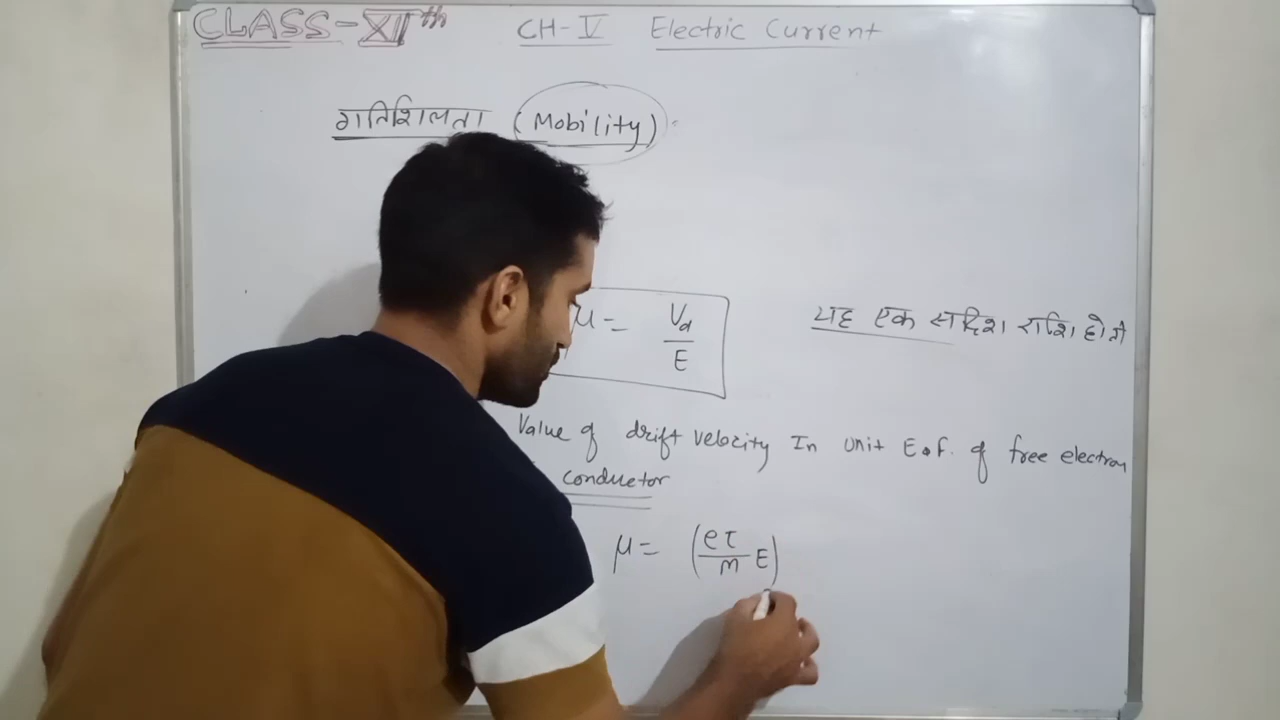 CLASS-XIth CH-V Electric Current
गतिशिलता (Mobility)
μ = Vd / E
यह एक सदिश राशि होती
Value of drift velocity In unit E.F. of free electron
conductor
μ = (eτ / m E)